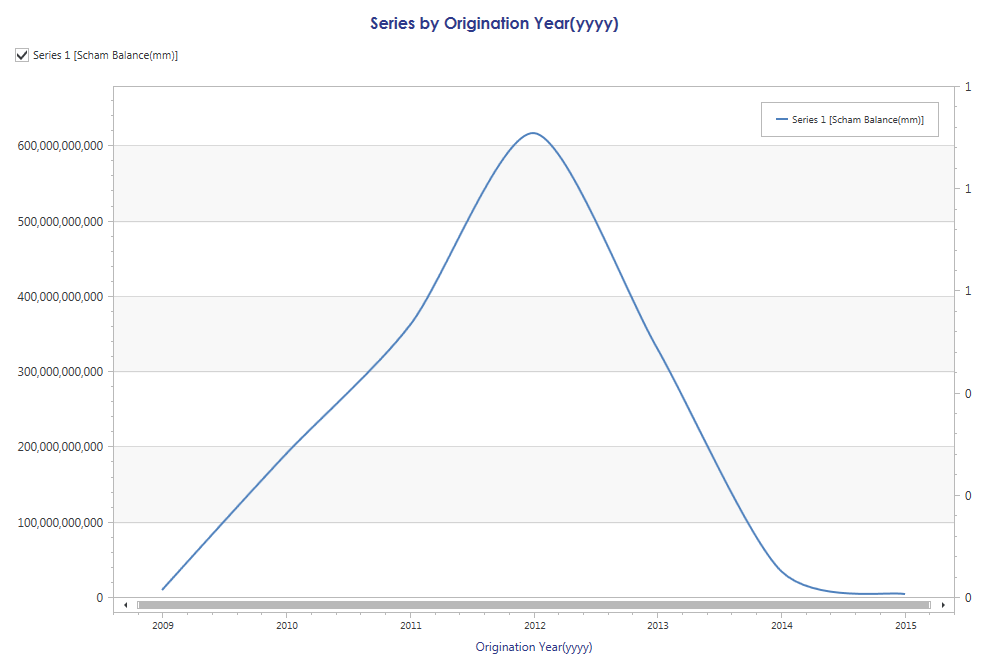 Series by Origination Year(yyyy)
Series 1 [Scham Balance(mm)]
Series 1 [Scham Balance(mm)]
600,000,000,000
500,000,000,000
400,000,000,000
300,000,000,000
200,000,000,000
100,000,000,000
0
1
1
1
0
0
0
2009 2010 2011 2012 2013 2014 2015
Origination Year(yyyy)